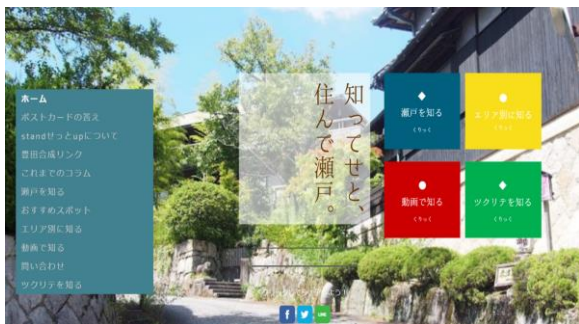 ホーム
ポストカードの答え
standせっとupについて
豊田合成リンク
これまでのコラム
瀬戸を知る
おすすめスポット
エリア別に知る
動画で知る
問い合わせ
ツクリテを知る
知ってせと、
住んで瀬戸。
瀬戸を知る
くりっく
エリア別に知る
くりっく
動画で知る
くりっく
ツクリテを知る
くりっく
f
LINE